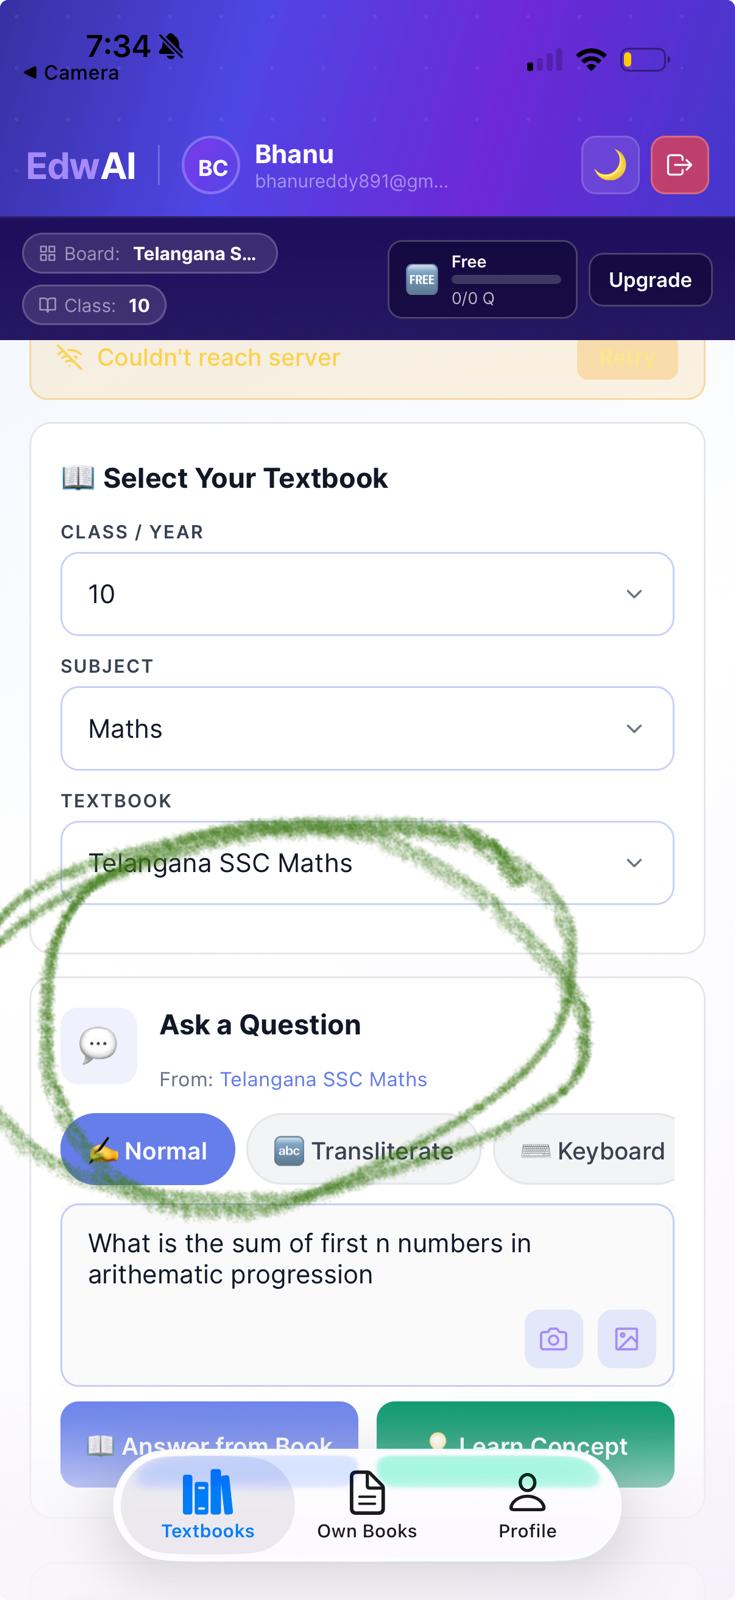 7:34
◀ Camera
EdwAI
BC
Bhanu
bhanureddy891@gm...
Board: Telangana S...
Class: 10
FREE
Free
0/0 Q
Upgrade
Couldn't reach server
Retry
📖 Select Your Textbook
CLASS / YEAR
10
SUBJECT
Maths
TEXTBOOK
Telangana SSC Maths
Ask a Question
From: Telangana SSC Maths
✍️ Normal
🔤 Transliterate
⌨️ Keyboard
What is the sum of first n numbers in
arithematic progression
📖 Answer from Book
💡 Learn Concept
Textbooks
Own Books
Profile